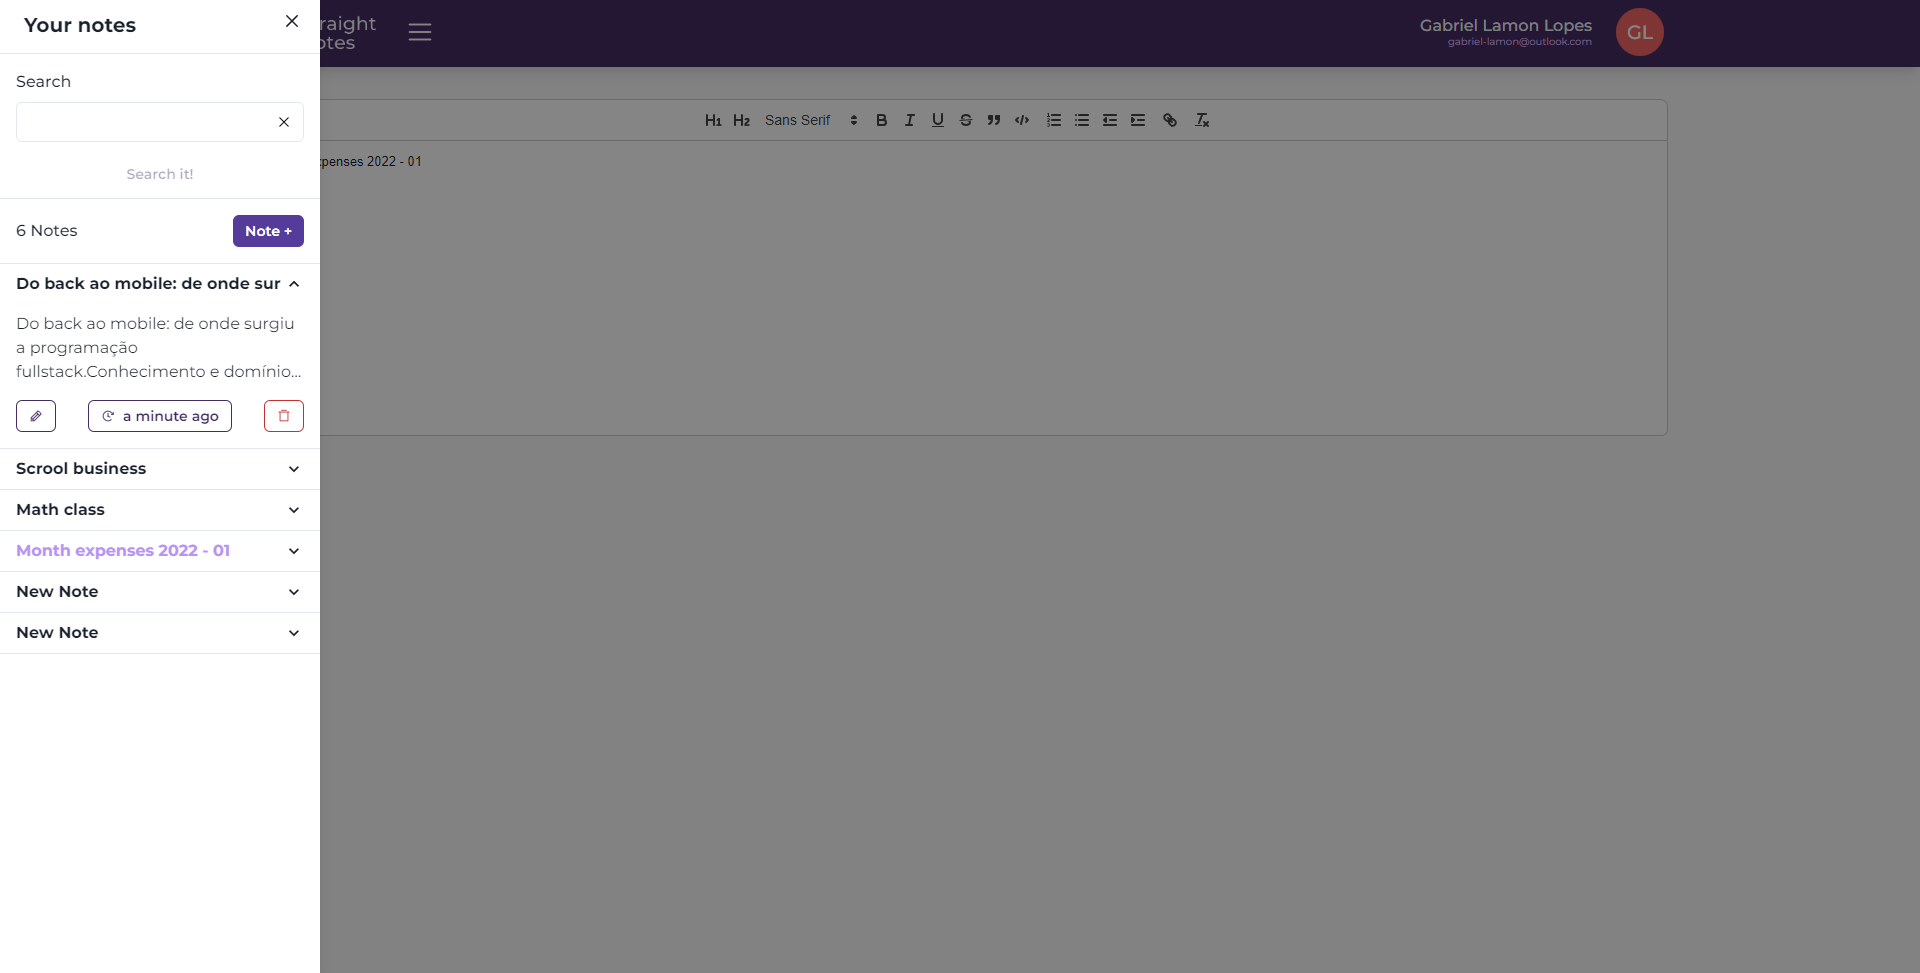 Your notes
Search
Search it!
6 Notes
Note +
Do back ao mobile: de onde sur
Do back ao mobile: de onde surgiu
a programação
fullstack.Conhecimento e domínio...
a minute ago
Scrool business
Math class
Month expenses 2022 - 01
New Note
New Note
raight
otes
Gabriel Lamon Lopes
gabriel-lamon@outlook.com
GL
H1 H2 Sans Serif B I U S
penses 2022 - 01